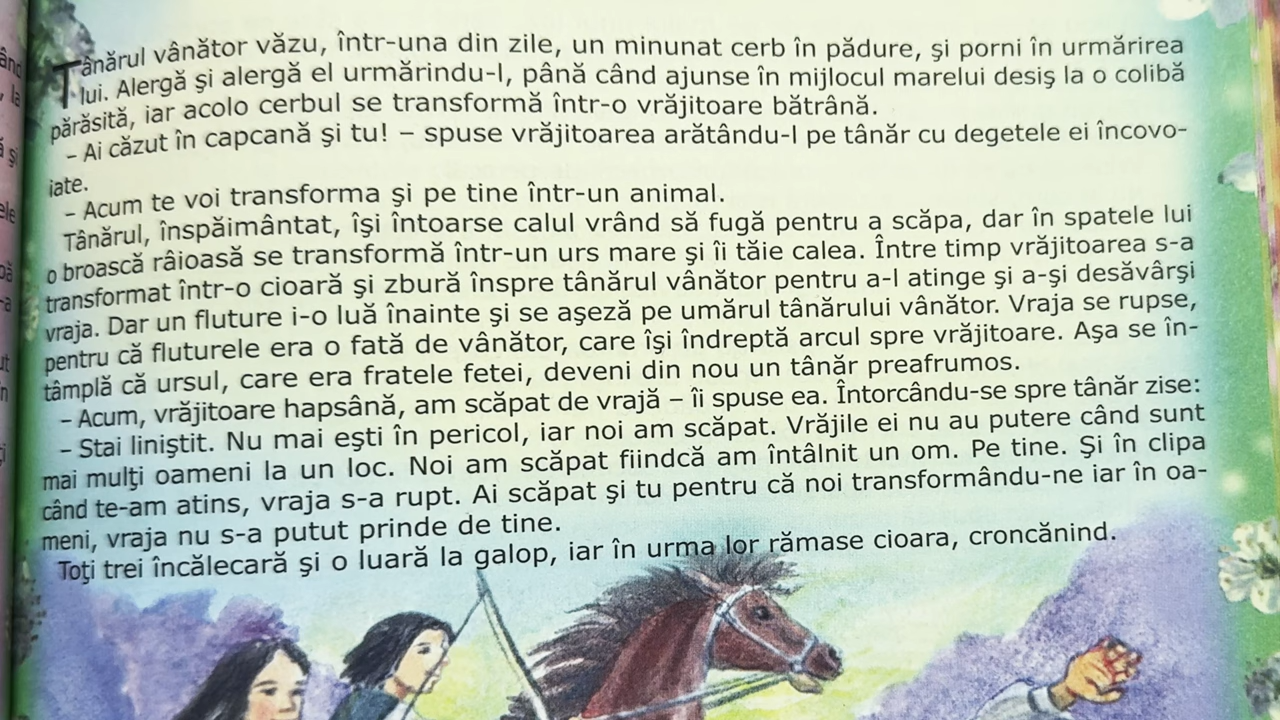 Tânărul vânător văzu, într-una din zile, un minunat cerb în pădure, şi porni în urmărirea
lui. Alergă şi alergă el urmărindu-l, până când ajunse în mijlocul marelui desiş la o colibă
părăsită, iar acolo cerbul se transformă într-o vrăjitoare bătrână.
– Ai căzut în capcană şi tu! – spuse vrăjitoarea arătându-l pe tânăr cu degetele ei încovo-
iate.
– Acum te voi transforma şi pe tine într-un animal.
Tânărul, înspăimântat, îşi întoarse calul vrând să fugă pentru a scăpa, dar în spatele lui
o broască râioasă se transformă într-un urs mare şi îi tăie calea. Între timp vrăjitoarea s-a
transformat într-o cioară şi zbură înspre tânărul vânător pentru a-l atinge şi a-şi desăvârşi
vraja. Dar un fluture i-o luă înainte şi se aşeză pe umărul tânărului vânător. Vraja se rupse,
pentru că fluturele era o fată de vânător, care îşi îndreptă arcul spre vrăjitoare. Aşa se în-
tâmplă că ursul, care era fratele fetei, deveni din nou un tânăr preafrumos.
– Acum, vrăjitoare hapsână, am scăpat de vrajă – îi spuse ea. Întorcându-se spre tânăr zise:
– Stai liniştit. Nu mai eşti în pericol, iar noi am scăpat. Vrăjile ei nu au putere când sunt
mai mulţi oameni la un loc. Noi am scăpat fiindcă am întâlnit un om. Pe tine. Şi în clipa
când te-am atins, vraja s-a rupt. Ai scăpat şi tu pentru că noi transformându-ne iar în oa-
meni, vraja nu s-a putut prinde de tine.
Toţi trei încălecară şi o luară la galop, iar în urma lor rămase cioara, croncănind.